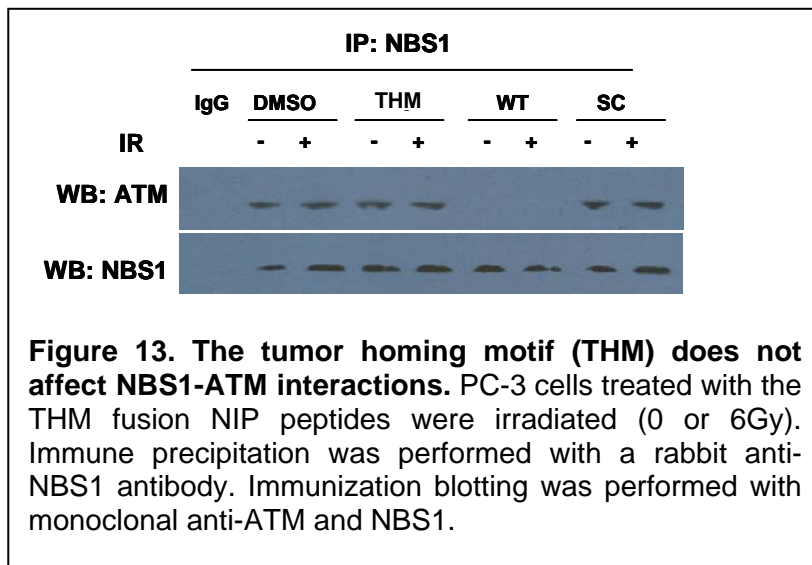 IP: NBS1
IgG DMSO THM WT SC
IR - + - + - + - +
WB: ATM
WB: NBS1
Figure 13. The tumor homing motif (THM) does not
affect NBS1-ATM interactions. PC-3 cells treated with the
THM fusion NIP peptides were irradiated (0 or 6Gy).
Immune precipitation was performed with a rabbit anti-
NBS1 antibody. Immunization blotting was performed with
monoclonal anti-ATM and NBS1.